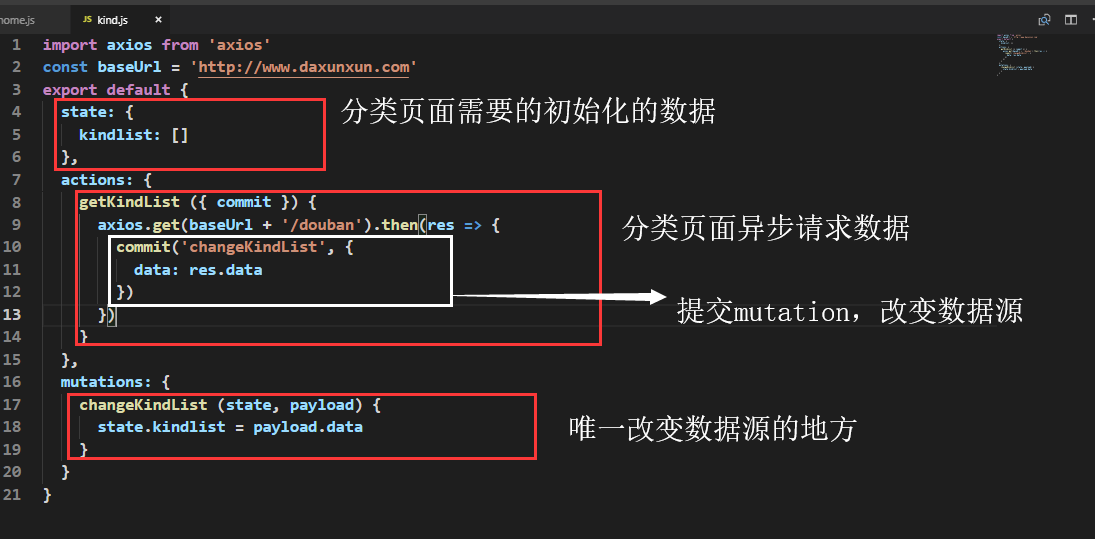 home.js JS kind.js ×
1 import axios from 'axios'
2 const baseUrl = 'http://www.daxunxun.com'
3 export default {
4 state: { 分类页面需要的初始化的数据
5 kindlist: []
6 },
7 actions: {
8 getKindList ({ commit }) {
9 axios.get(baseUrl + '/douban').then(res => { 分类页面异步请求数据
10 commit('changeKindList', {
11 data: res.data
12 })
13 }) 提交mutation，改变数据源
14 }
15 },
16 mutations: {
17 changeKindList (state, payload) {
18 state.kindlist = payload.data 唯一改变数据源的地方
19 }
20 }
21 }